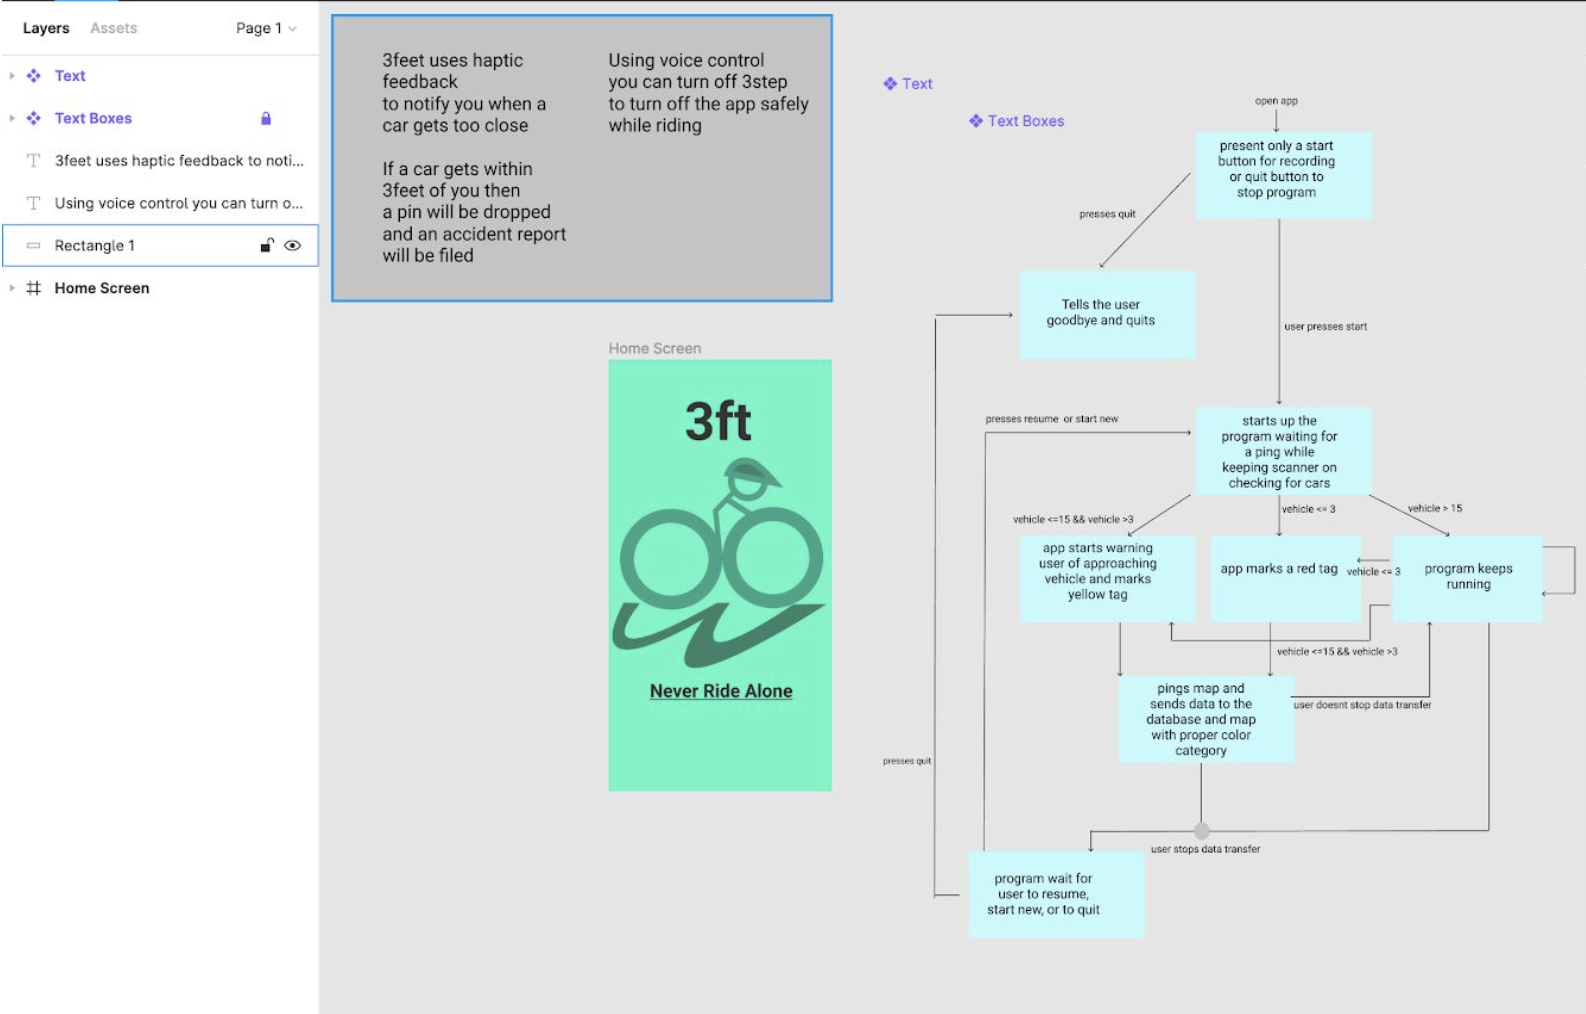 Layers
Assets
Page 1
Text
Text Boxes
3feet uses haptic feedback to noti...
Using voice control you can turn o...
Rectangle 1
Home Screen
3feet uses haptic
feedback
to notify you when a
car gets too close
If a car gets within
3feet of you then
a pin will be dropped
and an accident report
will be filed
Using voice control
you can turn off 3step
to turn off the app safely
while riding
Home Screen
3ft
Never Ride Alone
Text
Text Boxes
open app
present only a start
button for recording
or quit button to
stop program
presses quit
Tells the user
goodbye and quits
user presses start
presses resume or start new
starts up the
program waiting for
a ping while
keeping scanner on
checking for cars
vehicle <=15 && vehicle >3
vehicle <= 3
vehicle > 15
app starts warning
user of approaching
vehicle and marks
yellow tag
app marks a red tag
vehicle <= 3
program keeps
running
vehicle <=15 && vehicle >3
pings map and
sends data to the
database and map
with proper color
category
user doesnt stop data transfer
presses quit
user stops data transfer
program wait for
user to resume,
start new, or to quit